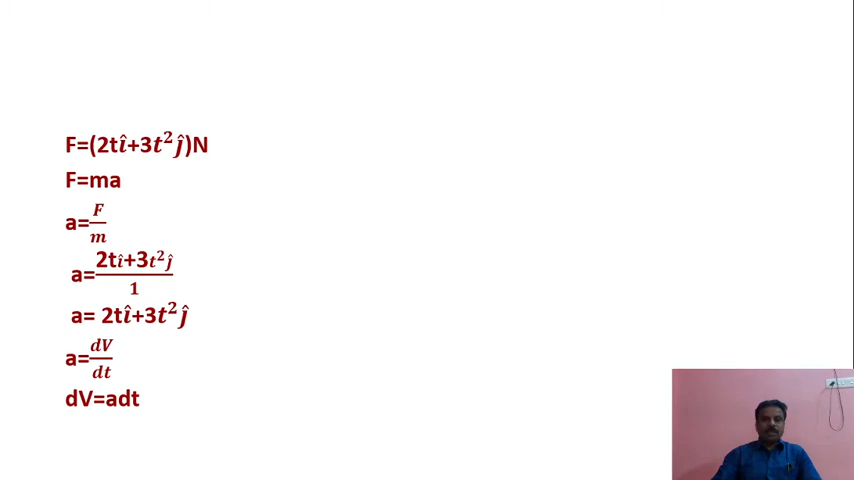 F=(2tî+3t²ĵ)N
F=ma
a=F/m
a=2tî+3t²ĵ/1
a= 2tî+3t²ĵ
a=dV/dt
dV=adt